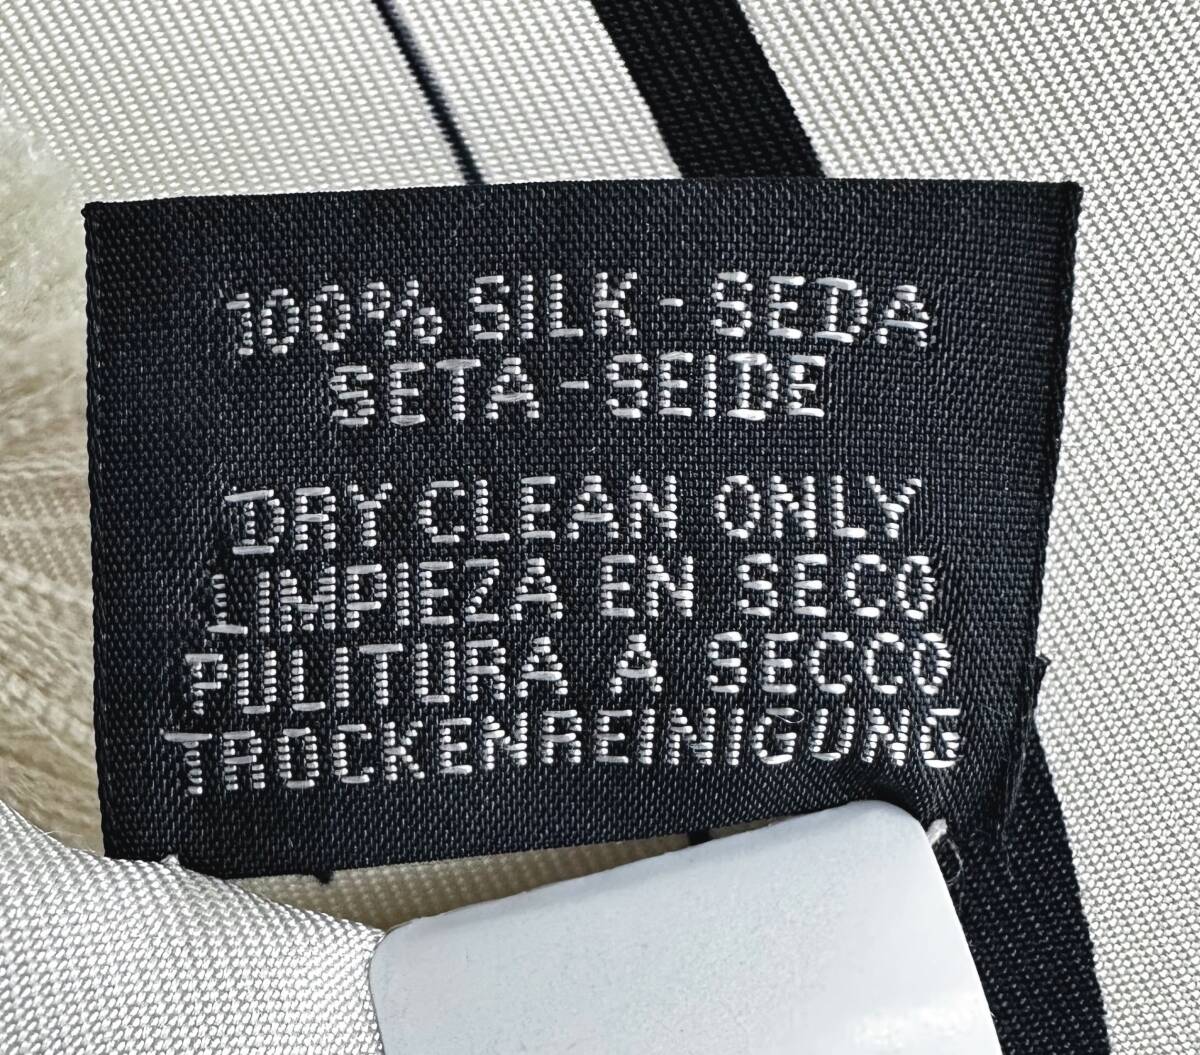 100% SILK - SEDA
SETA - SEIDE
DRY CLEAN ONLY
LIMPIEZA EN SECO
PULITURA A SECCO
TROCKENREINIGUNG